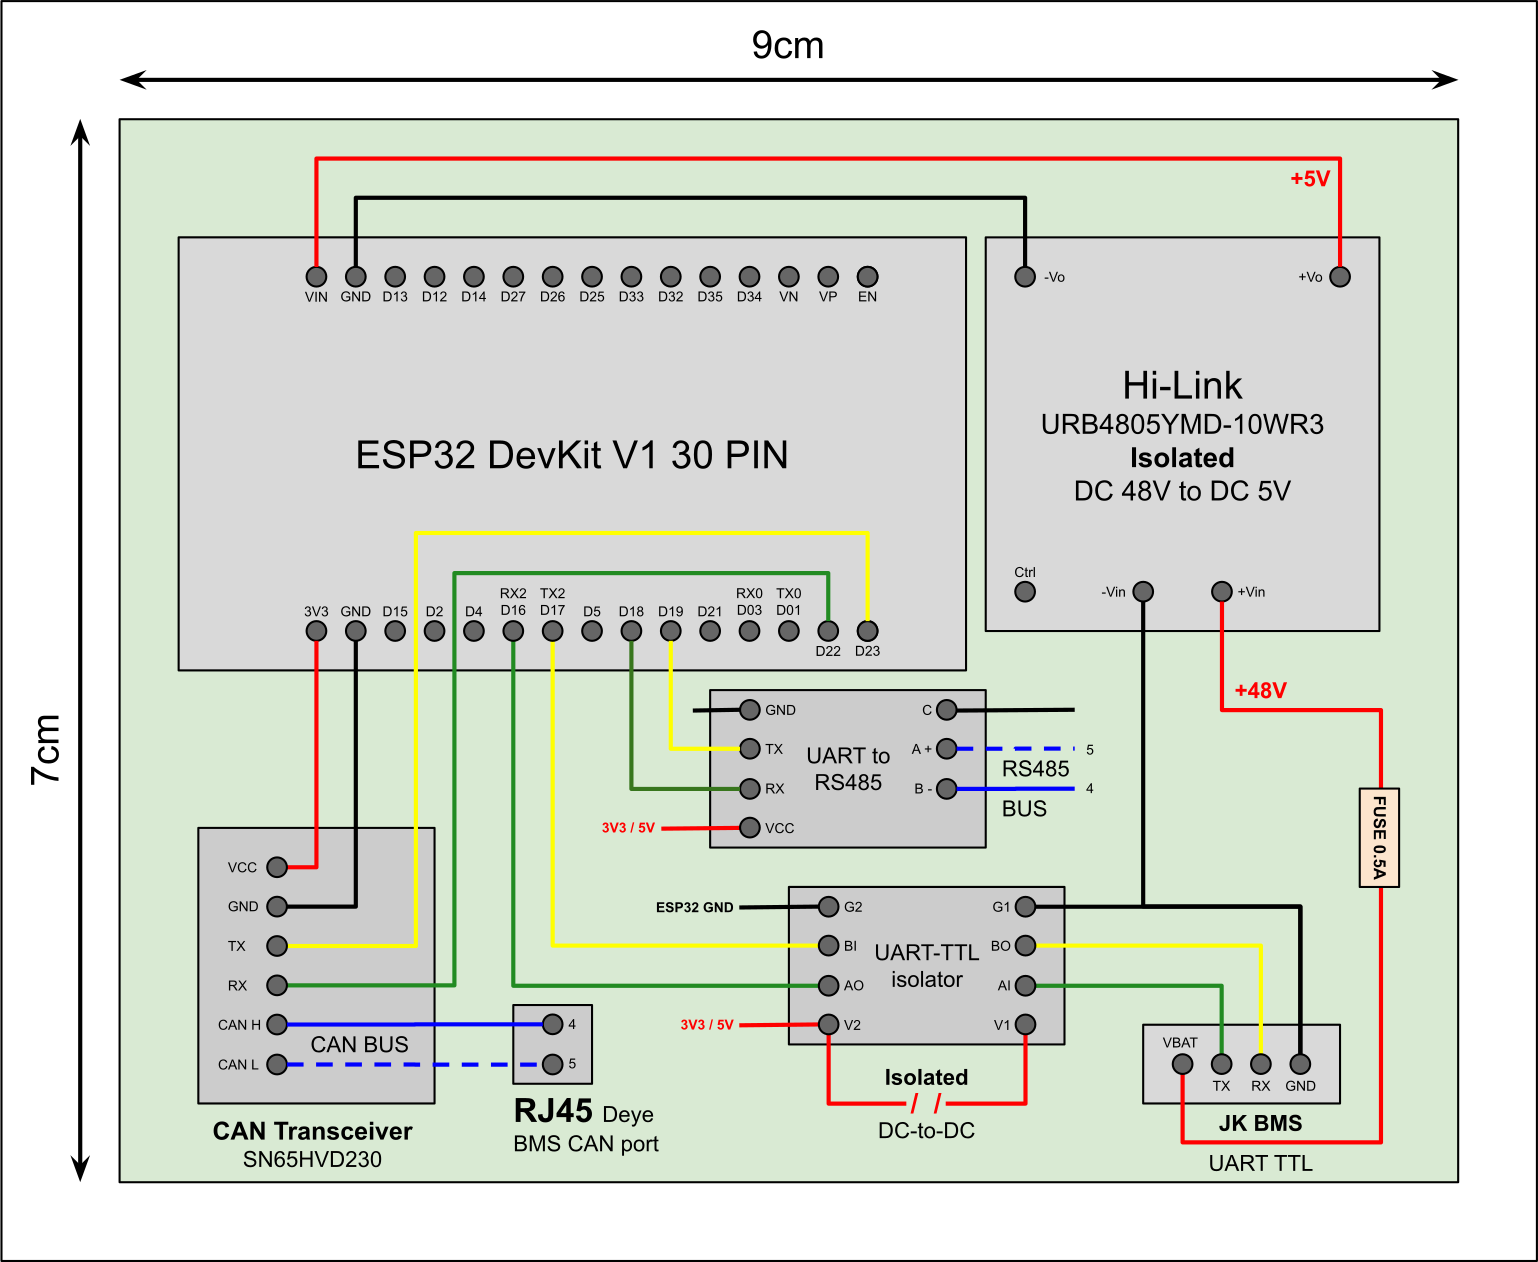 9cm
7cm
+5V
VIN GND D13 D12 D14 D27 D26 D25 D33 D32 D35 D34 VN VP EN
-Vo +Vo
ESP32 DevKit V1 30 PIN
Hi-Link
URB4805YMD-10WR3
Isolated
DC 48V to DC 5V
Ctrl
-Vin +Vin
RX2 TX2 RX0 TX0
3V3 GND D15 D2 D4 D16 D17 D5 D18 D19 D21 D03 D01
D22 D23
+48V
FUSE 0.5A
GND C
TX A +
RX B -
VCC
UART to
RS485
5
RS485
4
BUS
3V3 / 5V
VCC
GND
TX
RX
CAN H
CAN L
CAN BUS
CAN Transceiver
SN65HVD230
4
5
RJ45 Deye
BMS CAN port
ESP32 GND
G2 G1
BI BO
AO AI
V2 V1
UART-TTL
isolator
3V3 / 5V
Isolated
DC-to-DC
VBAT
TX RX GND
JK BMS
UART TTL